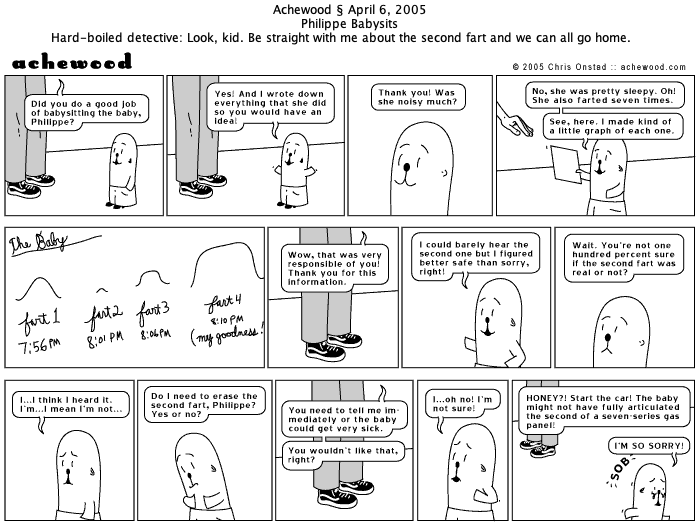 Achewood § April 6, 2005
Philippe Babysits
Hard-boiled detective: Look, kid. Be straight with me about the second fart and we can all go home.
achewood
© 2005 Chris Onstad :: achewood.com
Did you do a good job
of babysitting the baby,
Philippe?
Yes! And I wrote down
everything that she did
so you would have an
idea!
Thank you! Was
she noisy much?
No, she was pretty sleepy. Oh!
She also farted seven times.
See, here. I made kind of
a little graph of each one.
The Baby
fart 1
7:56 PM
fart 2
8:01 PM
fart 3
8:06 PM
fart 4
8:10 PM
(my goodness!
Wow, that was very
responsible of you!
Thank you for this
information.
I could barely hear the
second one but I figured
better safe than sorry,
right!
Wait. You're not one
hundred percent sure
if the second fart was
real or not?
I...I think I heard it.
I'm...I mean I'm not...
Do I need to erase the
second fart, Philippe?
Yes or no?
You need to tell me im-
mediately or the baby
could get very sick.
You wouldn't like that,
right?
I...oh no! I'm
not sure!
HONEY?! Start the car! The baby
might not have fully articulated
the second of a seven-series gas
panel!
I'M SO SORRY!
SOB